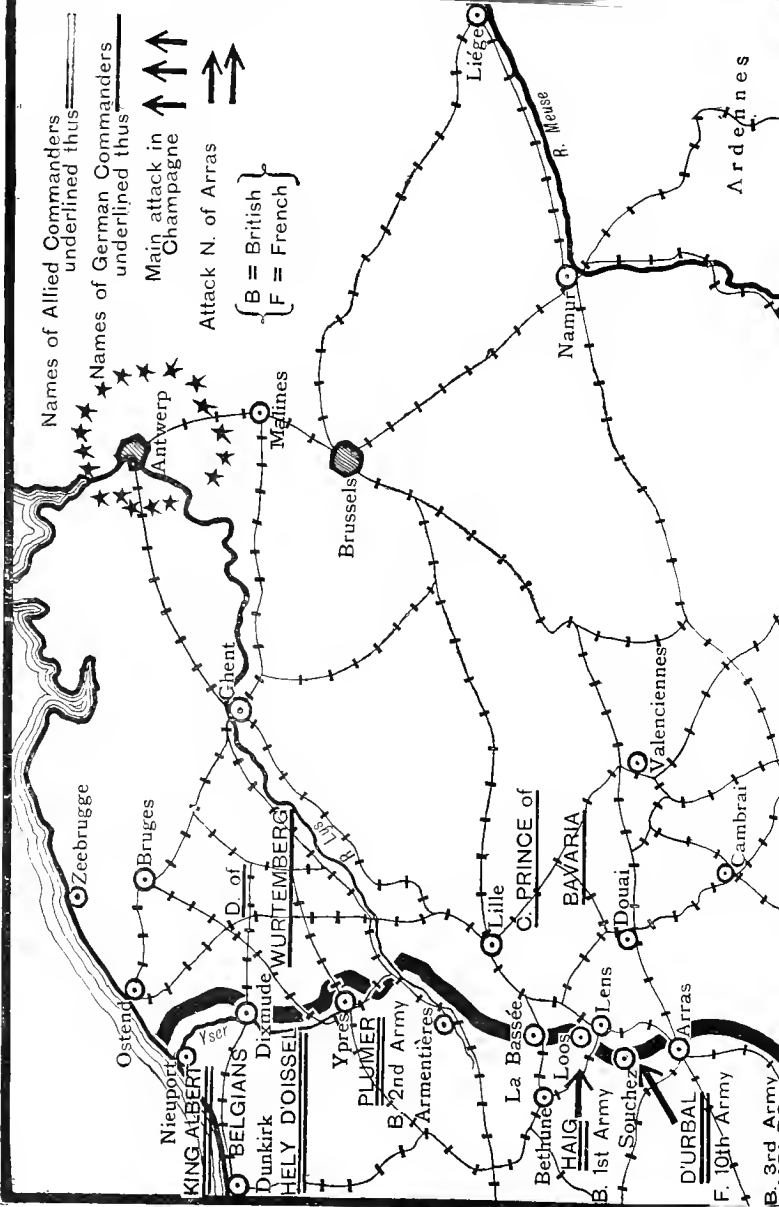 Names of Allied Commanders
underlined thus
Names of German Commanders
underlined thus
Main attack in
Champagne
Attack N. of Arras
B = British
F = French
Antwerp
Malines
Brussels
Liége
R. Meuse
Namur
Ardennes
Zeebrugge
Bruges
Ostend
Ghent
R. Lys
D. of
WURTEMBERG
Nieuport
Yser
KING ALBERT
BELGIANS
Dixmude
Dunkirk
HELY D'OISSEL
Ypres
PLUMER
B. 2nd Army
Armentières
Lille
C. PRINCE of
BAVARIA
Valenciennes
Douai
Cambrai
La Bassée
Loos
Lens
Bethune
HAIG
B. 1st Army
Souchez
Arras
D'URBAL
F. 10th Army
B. 3rd Army